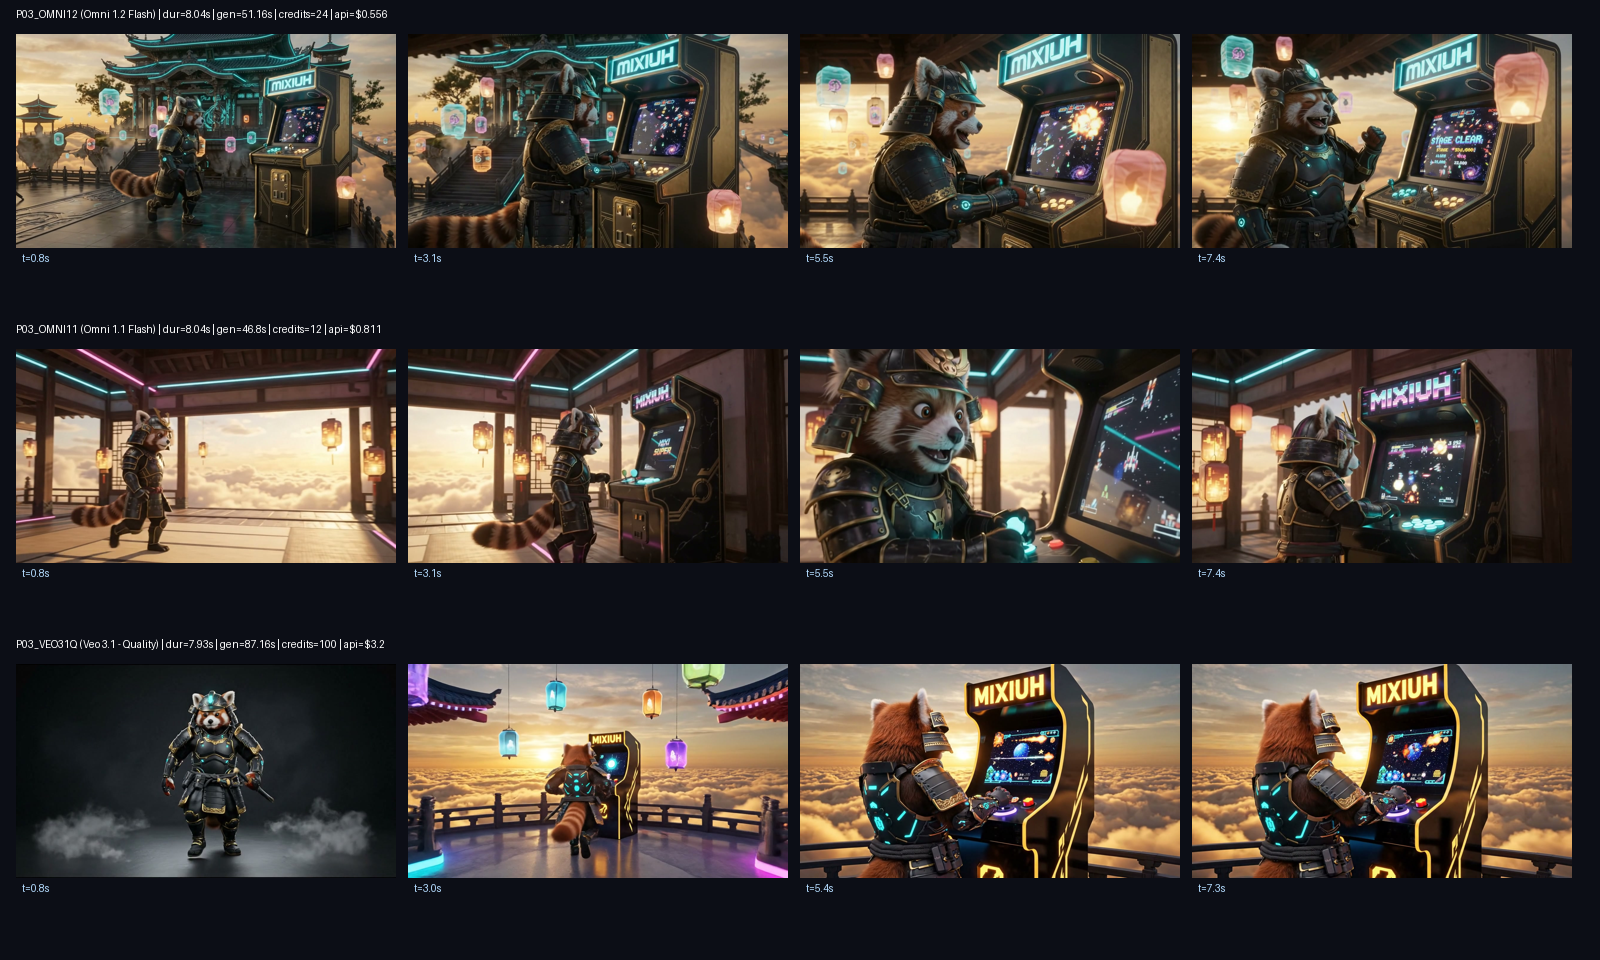 P03_OMNI12 (Omni 1.2 Flash) | dur=8.04s | gen=51.16s | credits=24 | api=$0.556
MIXIUH
MIXIUH
MIXIUH
MIXIUH
STAGE CLEAR
t=0.8s
t=3.1s
t=5.5s
t=7.4s
P03_OMNI11 (Omni 1.1 Flash) | dur=8.04s | gen=46.8s | credits=12 | api=$0.811
MIXIUH
SUPER
MIXIUH
t=0.8s
t=3.1s
t=5.5s
t=7.4s
P03_VEO31Q (Veo 3.1 - Quality) | dur=7.93s | gen=87.16s | credits=100 | api=$3.2
MIXIUH
MIXIUH
MIXIUH
t=0.8s
t=3.0s
t=5.4s
t=7.3s